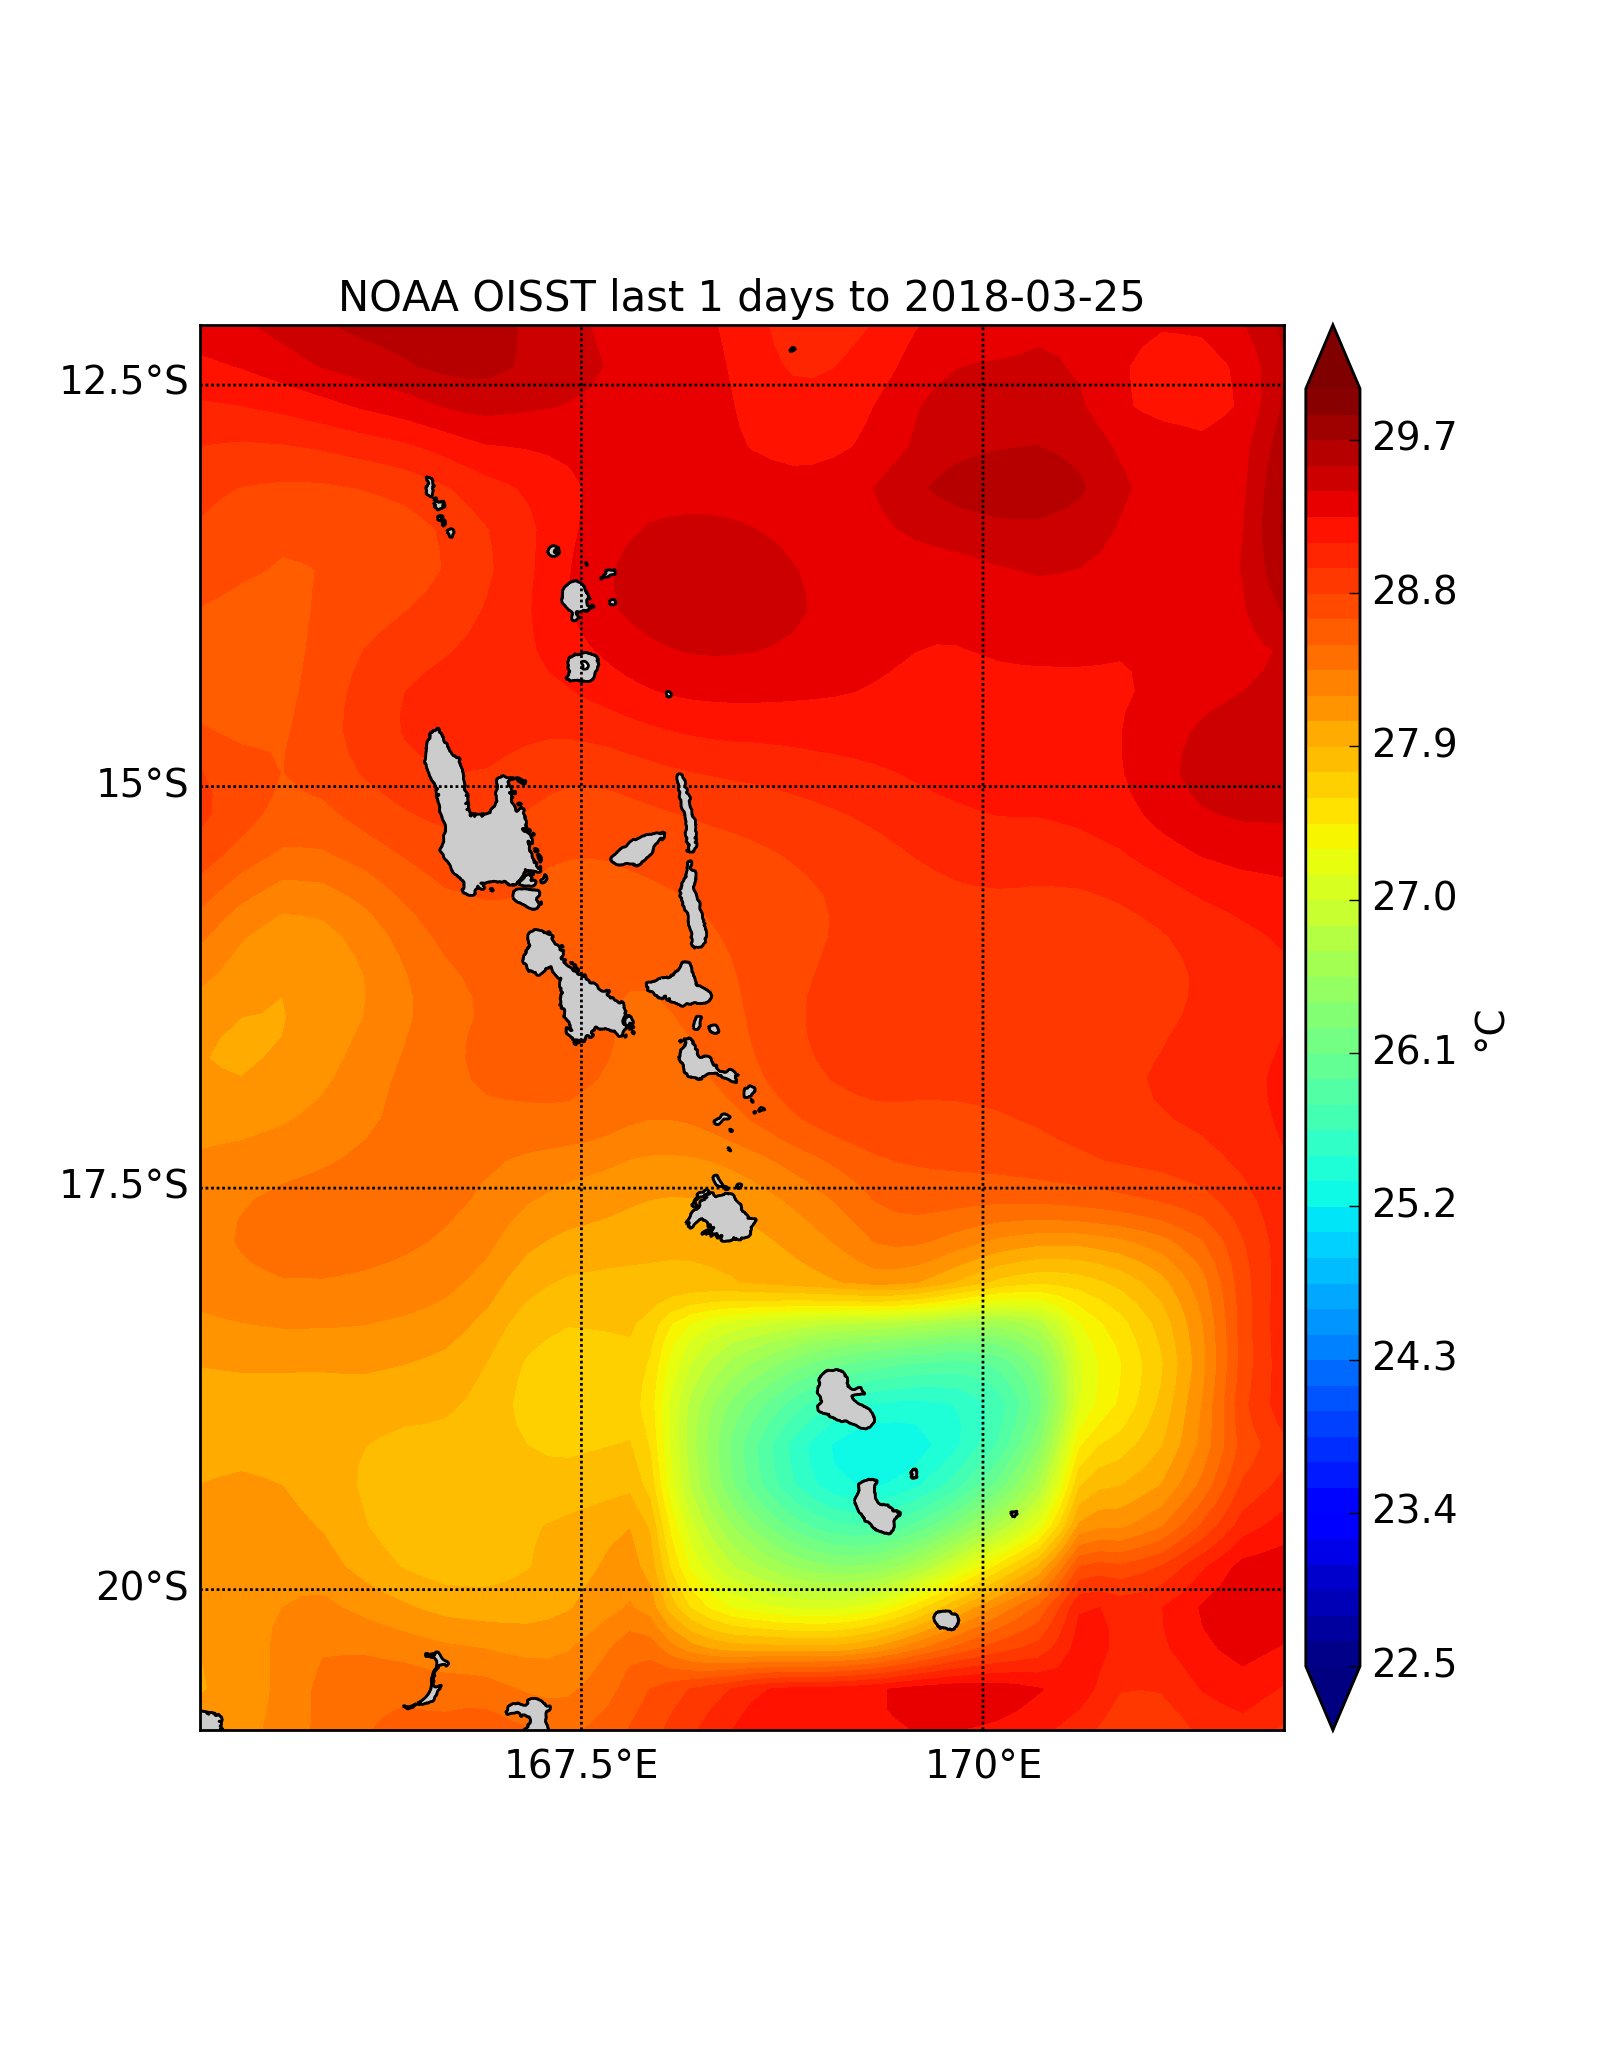 NOAA OISST last 1 days to 2018-03-25
12.5°S
15°S
17.5°S
20°S
167.5°E
170°E
29.7
28.8
27.9
27.0
26.1
25.2
24.3
23.4
22.5
°C